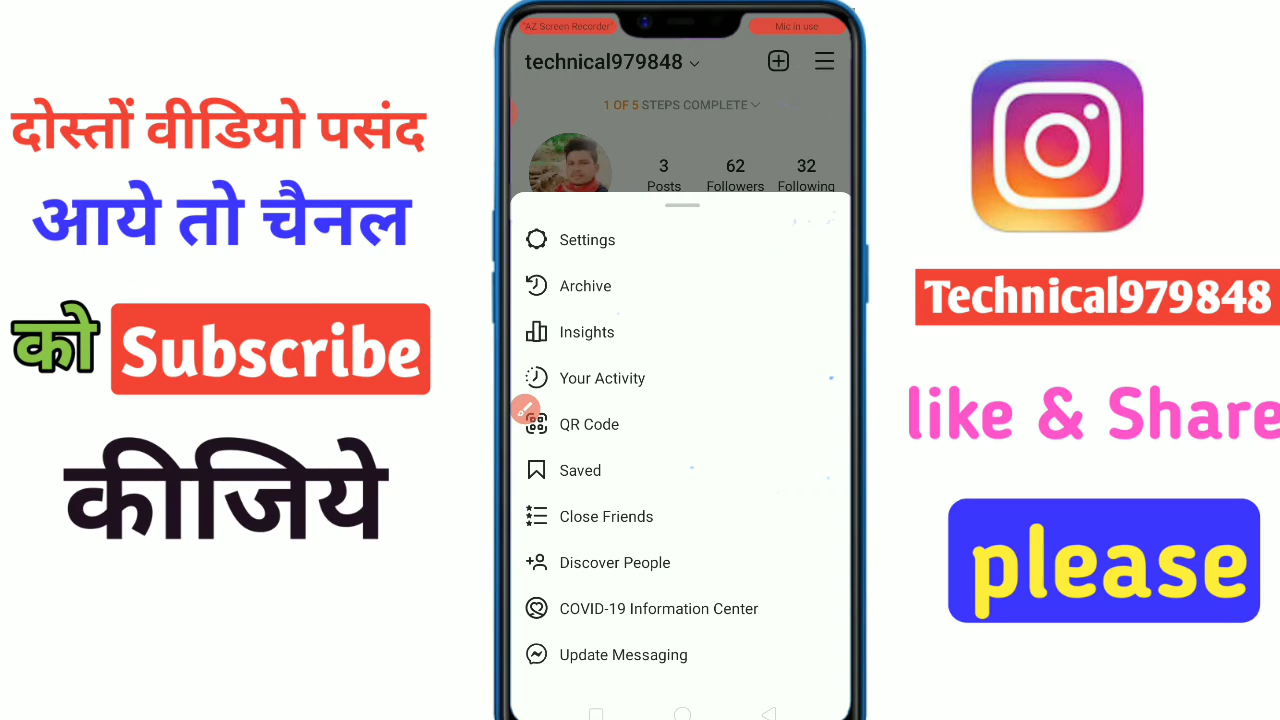 दोस्तों वीडियो पसंद
आये तो चैनल
को Subscribe
कीजिये
"AZ Screen Recorder"
Mic in use
technical979848
1 OF 5 STEPS COMPLETE
3
62
32
Posts
Followers
Following
Settings
Archive
Insights
Your Activity
QR Code
Saved
Close Friends
Discover People
COVID-19 Information Center
Update Messaging
Technical979848
like & Share
please